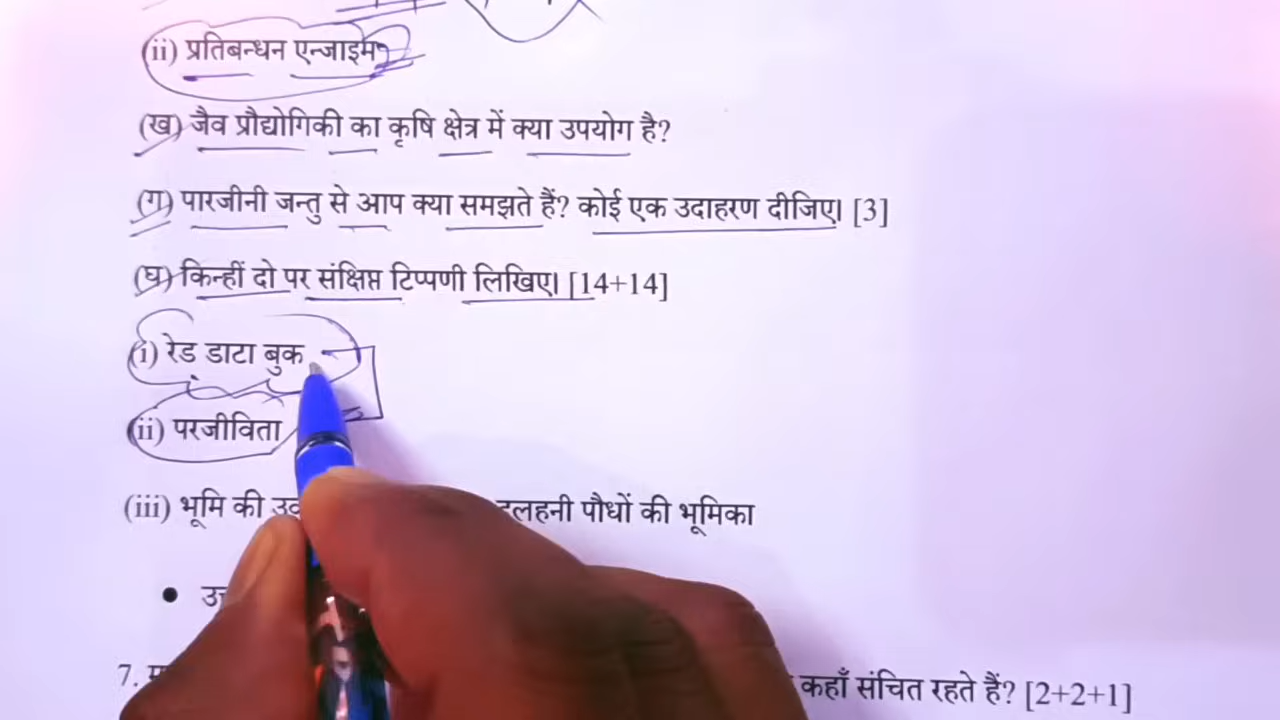 (ii) प्रतिबन्धन एन्जाइम
(ख) जैव प्रौद्योगिकी का कृषि क्षेत्र में क्या उपयोग है?
(ग) पारजीनी जन्तु से आप क्या समझते हैं? कोई एक उदाहरण दीजिए। [3]
(घ) किन्हीं दो पर संक्षिप्त टिप्पणी लिखिए। [14+14]
(i) रेड डाटा बुक
(ii) परजीविता
(iii) भूमि की दलहनी पौधों की भूमिका
7. कहाँ संचित रहते हैं? [2+2+1]